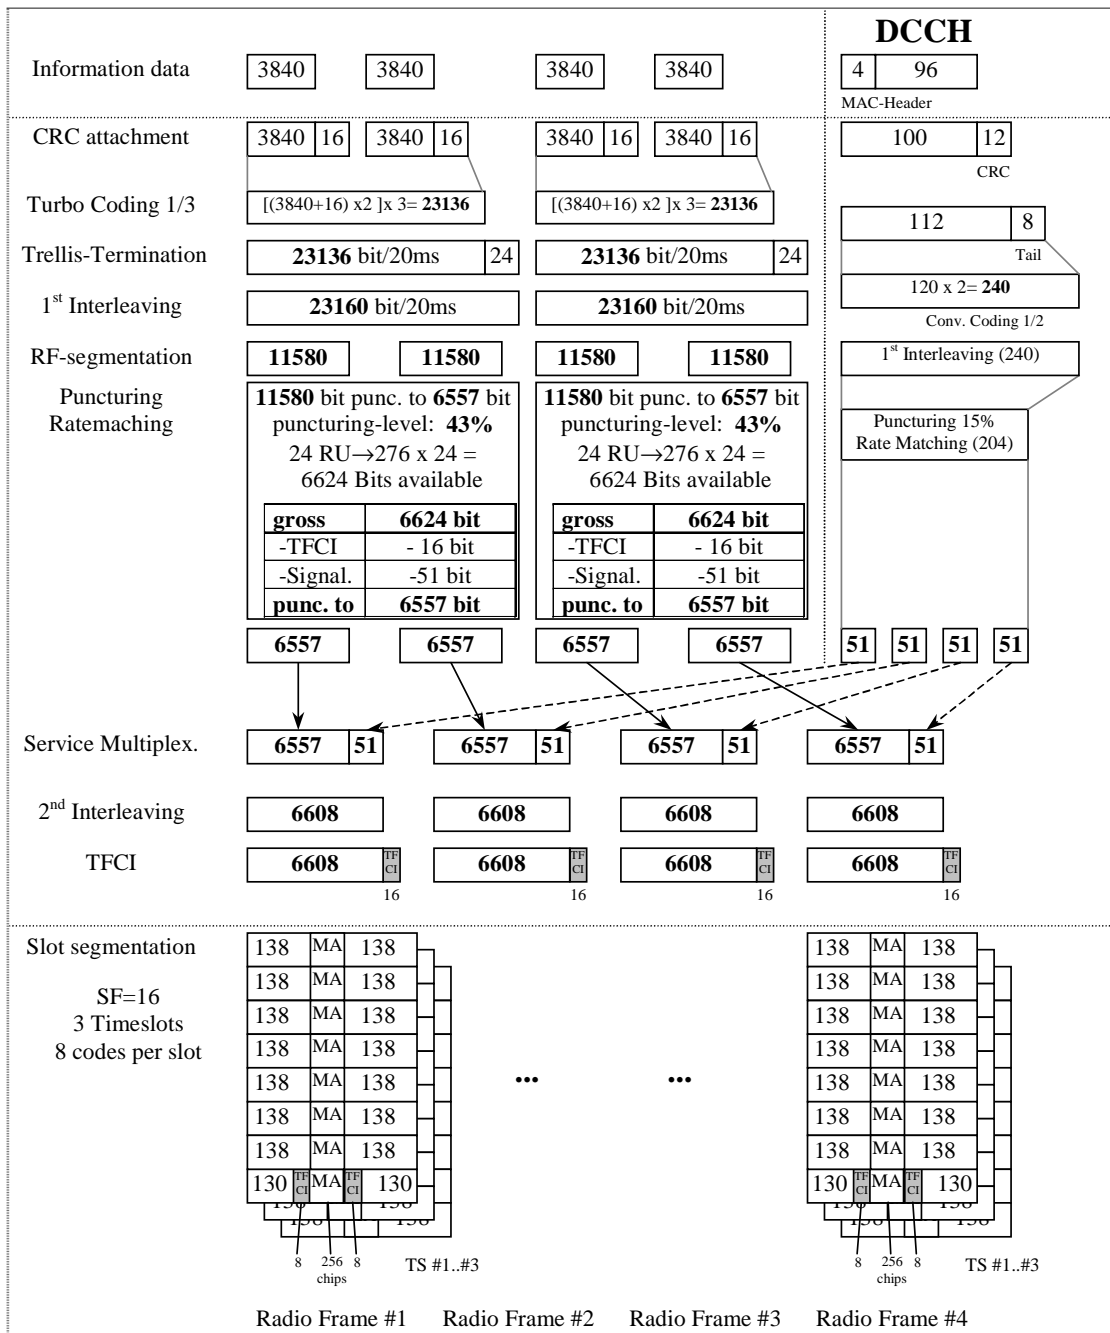 DCCH
Information data 3840 3840 3840 3840 4 96
MAC-Header
CRC attachment 3840 16 3840 16 3840 16 3840 16 100 12
CRC
Turbo Coding 1/3 [(3840+16) x2 ]x 3= 23136 [(3840+16) x2 ]x 3= 23136
112 8
Tail
Trellis-Termination 23136 bit/20ms 24 23136 bit/20ms 24
120 x 2= 240
Conv. Coding 1/2
1st Interleaving 23160 bit/20ms 23160 bit/20ms
RF-segmentation 11580 11580 11580 11580 1st Interleaving (240)
Puncturing
Ratemaching
11580 bit punc. to 6557 bit
puncturing-level: 43%
24 RU→276 x 24 =
6624 Bits available
gross 6624 bit
-TFCI - 16 bit
-Signal. -51 bit
punc. to 6557 bit
11580 bit punc. to 6557 bit
puncturing-level: 43%
24 RU→276 x 24 =
6624 Bits available
gross 6624 bit
-TFCI - 16 bit
-Signal. -51 bit
punc. to 6557 bit
Puncturing 15%
Rate Matching (204)
6557 6557 6557 6557 51 51 51 51
Service Multiplex. 6557 51 6557 51 6557 51 6557 51
2nd Interleaving 6608 6608 6608 6608
TFCI 6608 TF CI 6608 TF CI 6608 TF CI 6608 TF CI
16 16 16 16
Slot segmentation
SF=16
3 Timeslots
8 codes per slot
138 MA 138 138 MA 138
138 MA 138 138 MA 138
138 MA 138 138 MA 138
138 MA 138 138 MA 138
138 MA 138 ... ... 138 MA 138
138 MA 138 138 MA 138
138 MA 138 138 MA 138
130 TF CI MA TF CI 130 130 TF CI MA TF CI 130
8 256 chips 8 TS #1..#3 8 256 chips 8 TS #1..#3
Radio Frame #1 Radio Frame #2 Radio Frame #3 Radio Frame #4